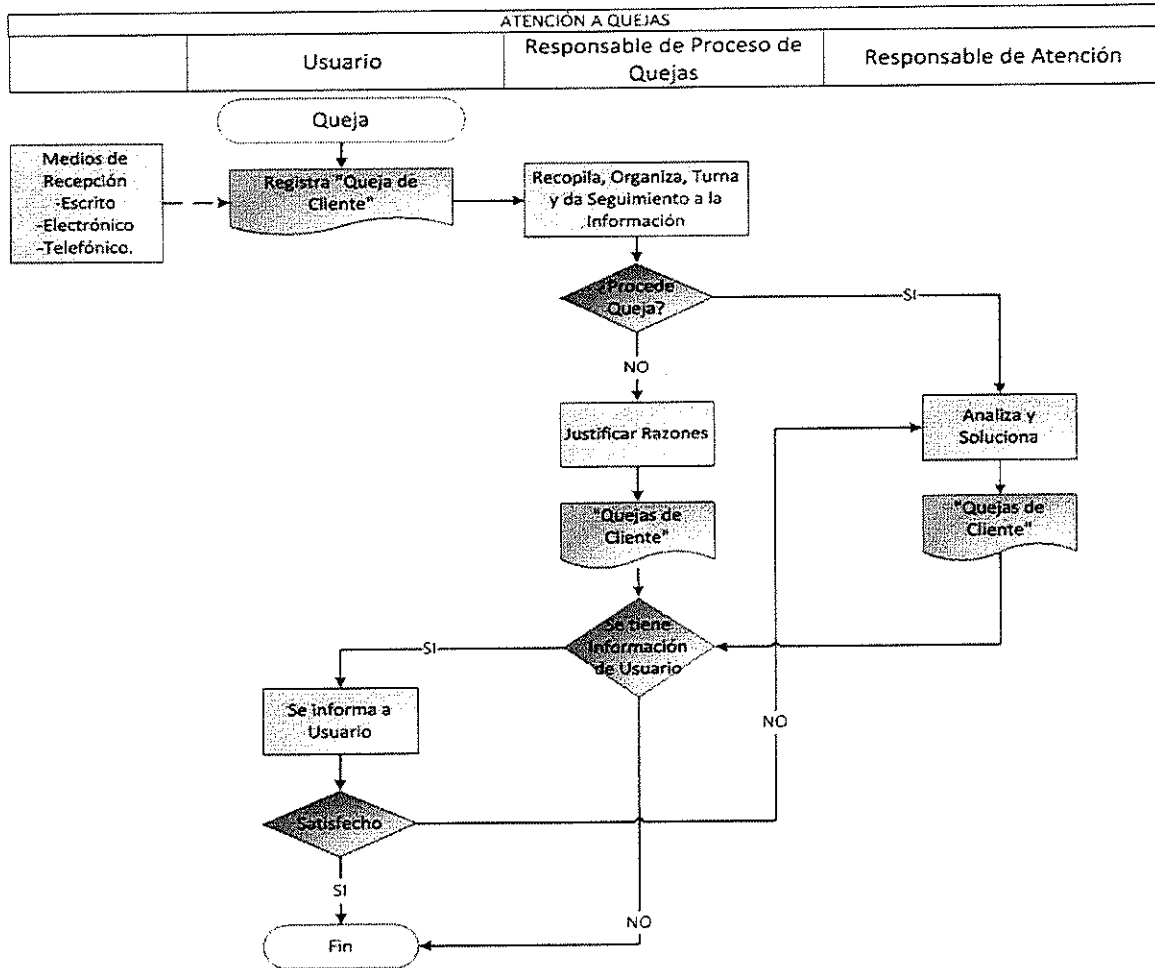 ATENCIÓN A QUEJAS
Usuario
Responsable de Proceso de
Quejas
Responsable de Atención
Queja
Medios de
Recepción
-Escrito
-Electrónico
-Telefónico.
Registra "Queja de
Cliente"
Recopila, Organiza, Turna
y da Seguimiento a la
Información
¿Procede
Queja?
SI
NO
Justificar Razones
Analiza y
Soluciona
"Quejas de
Cliente"
"Quejas de
Cliente"
Se tiene
Información
de Usuario
SI
Se informa a
Usuario
NO
Satisfecho
SI
NO
Fin